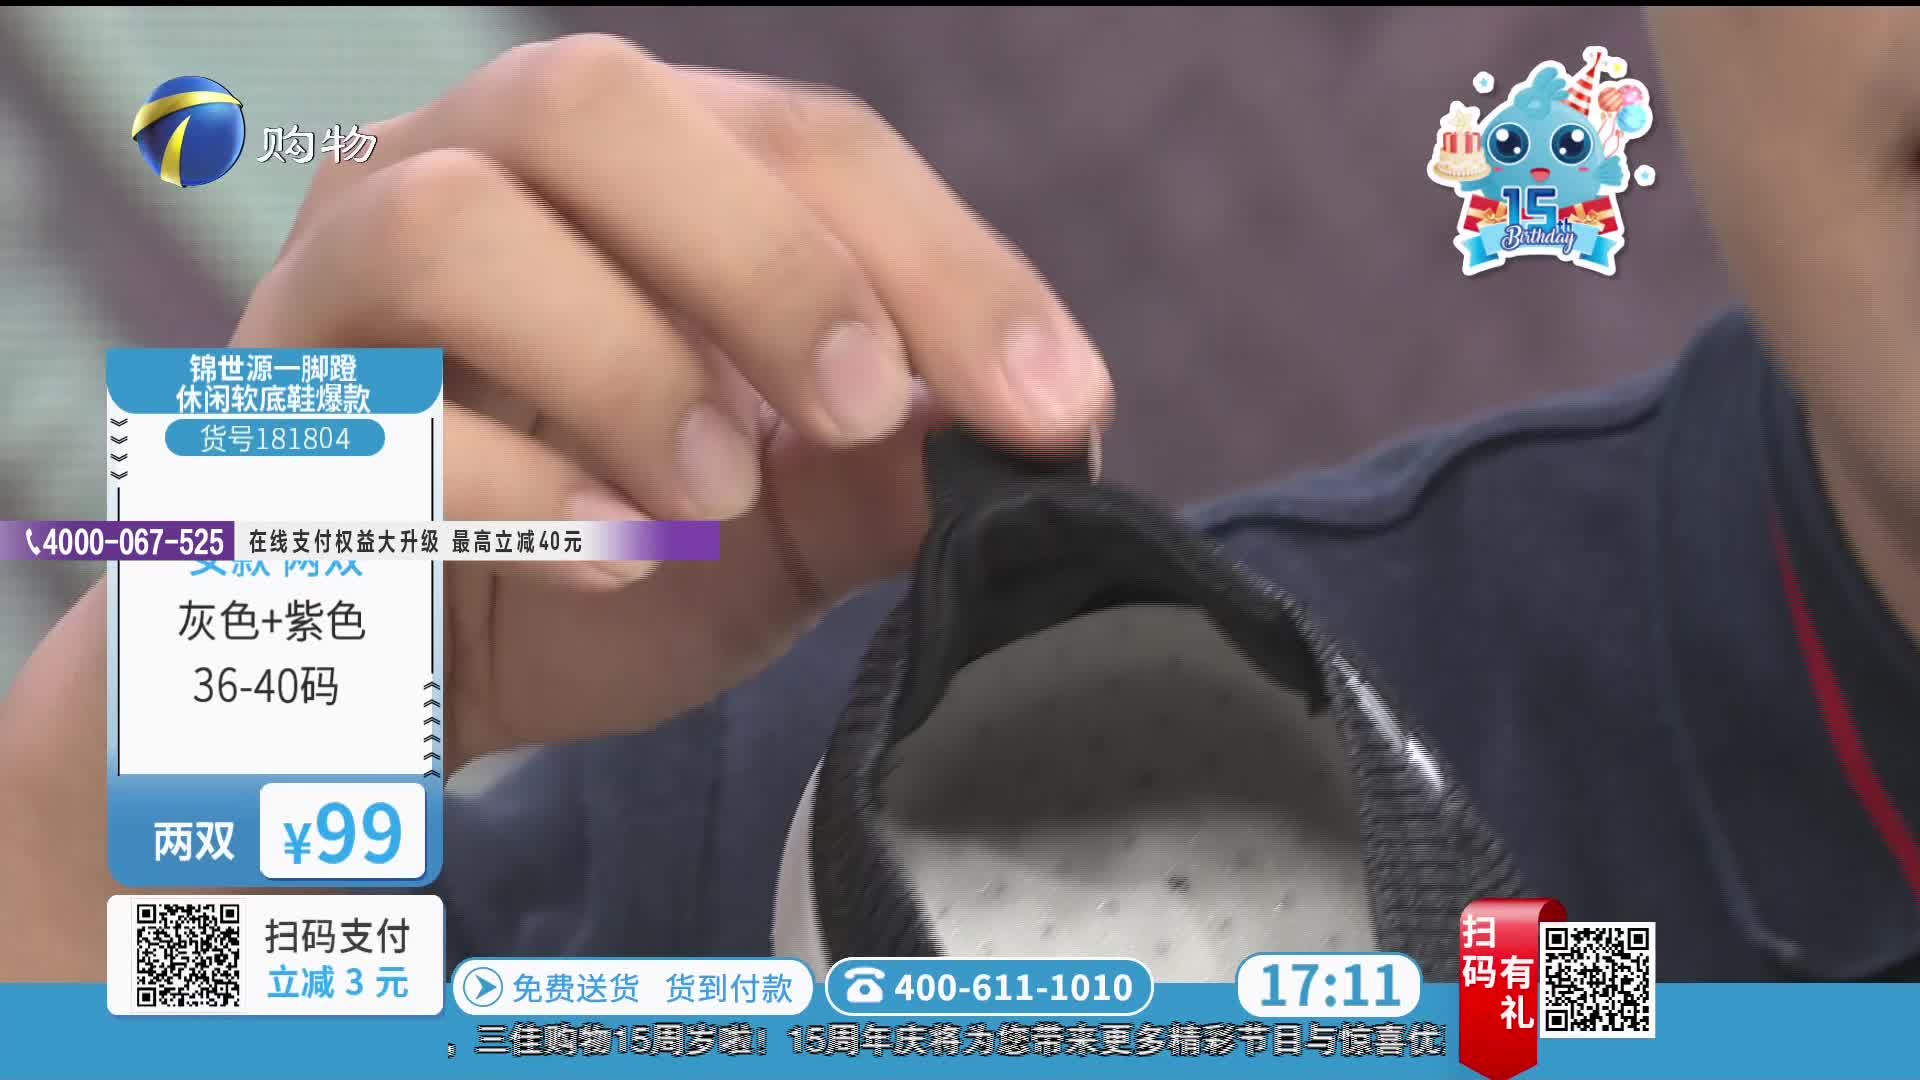 购物
15th
Birthday
锦世源一脚蹬
休闲软底鞋爆款
货号181804
4000-067-525
在线支付权益大升级 最高立减40元
女款 两双
灰色+紫色
36-40码
两双
¥99
扫码支付
立减 3 元
免费送货 货到付款
400-611-1010
17:11
扫码
有礼
，三佳购物15周岁啦！15周年庆将为您带来更多精彩节目与惊喜优